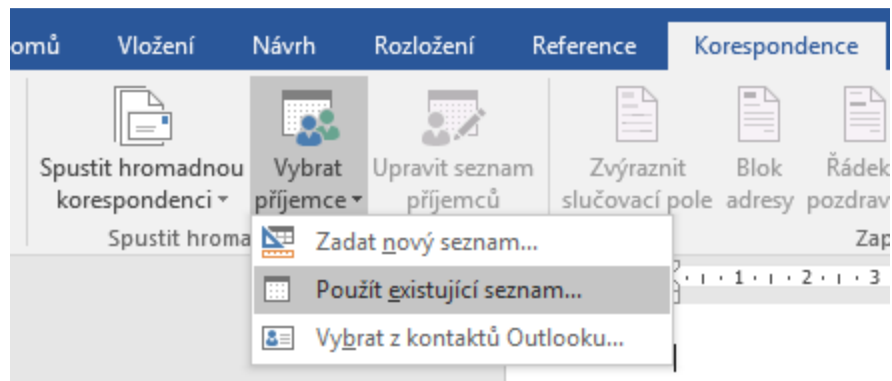 omů Vložení Návrh Rozložení Reference Korespondence
Spustit hromadnou Vybrat Upravit seznam Zvýraznit Blok Řádek
korespondenci příjemce příjemců slučovací pole adresy pozdrav
Spustit hroma Zap
Zadat nový seznam...
Použít existující seznam...
1 2 3
Vybrat z kontaktů Outlooku...